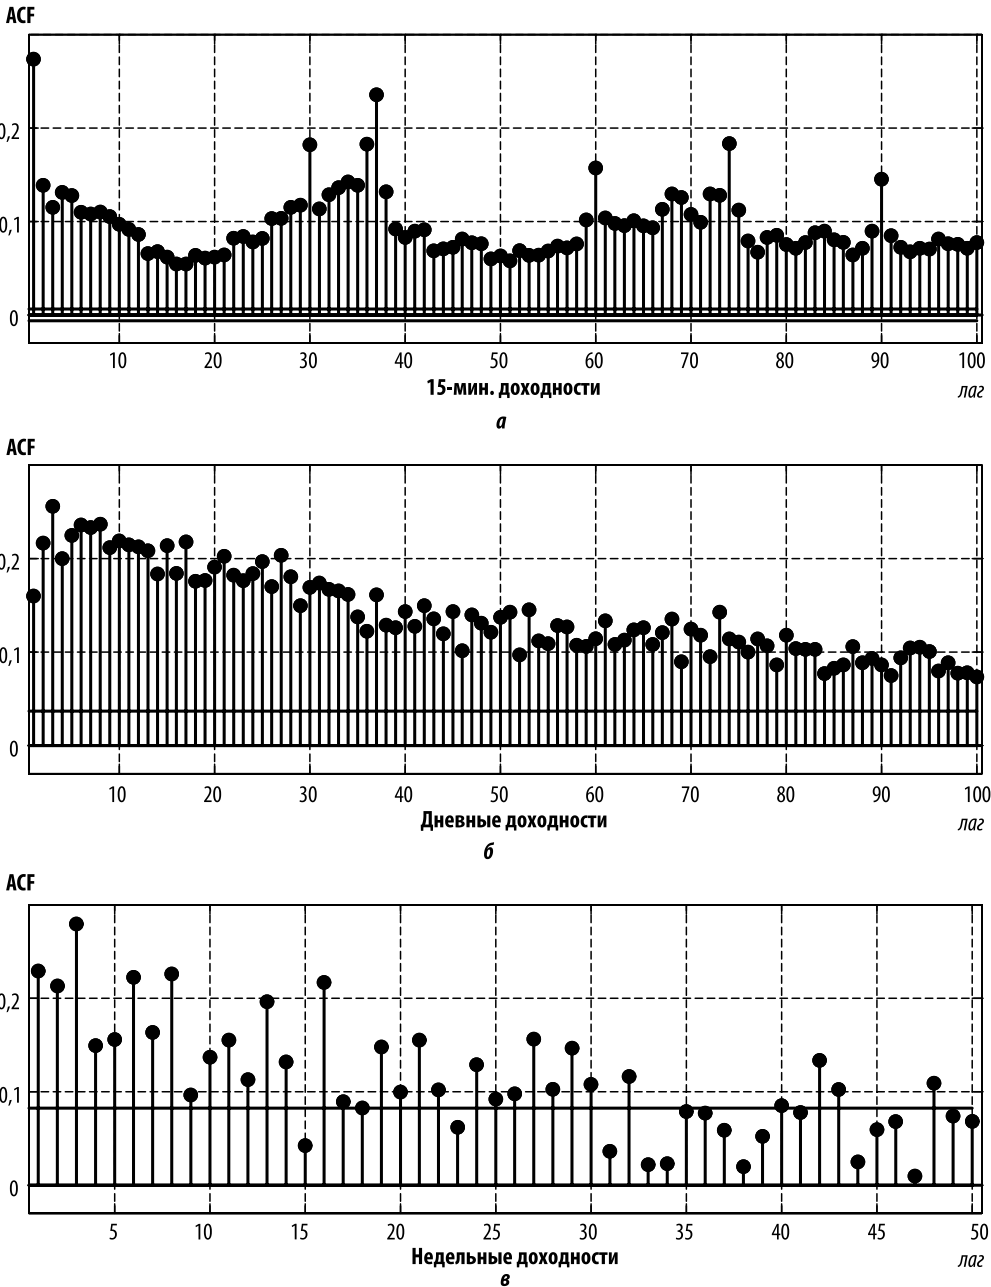 ACF
0,2
0,1
0
10 20 30 40 50 60 70 80 90 100
15-мин. доходности
лаг
а
ACF
0,2
0,1
0
10 20 30 40 50 60 70 80 90 100
Дневные доходности
лаг
б
ACF
0,2
0,1
0
5 10 15 20 25 30 35 40 45 50
Недельные доходности
лаг
в